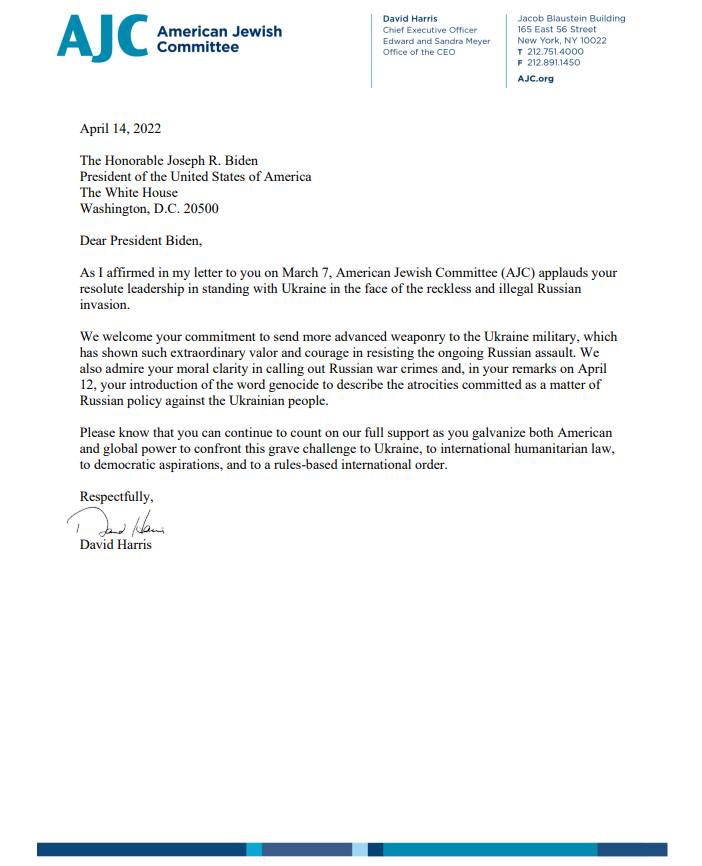 AJC American Jewish
Committee
David Harris
Chief Executive Officer
Edward and Sandra Meyer
Office of the CEO
Jacob Blaustein Building
165 East 56 Street
New York, NY 10022
T 212.751.4000
F 212.891.1450
AJC.org
April 14, 2022
The Honorable Joseph R. Biden
President of the United States of America
The White House
Washington, D.C. 20500
Dear President Biden,
As I affirmed in my letter to you on March 7, American Jewish Committee (AJC) applauds your
resolute leadership in standing with Ukraine in the face of the reckless and illegal Russian
invasion.
We welcome your commitment to send more advanced weaponry to the Ukraine military, which
has shown such extraordinary valor and courage in resisting the ongoing Russian assault. We
also admire your moral clarity in calling out Russian war crimes and, in your remarks on April
12, your introduction of the word genocide to describe the atrocities committed as a matter of
Russian policy against the Ukrainian people.
Please know that you can continue to count on our full support as you galvanize both American
and global power to confront this grave challenge to Ukraine, to international humanitarian law,
to democratic aspirations, and to a rules-based international order.
Respectfully,
David Harris
David Harris